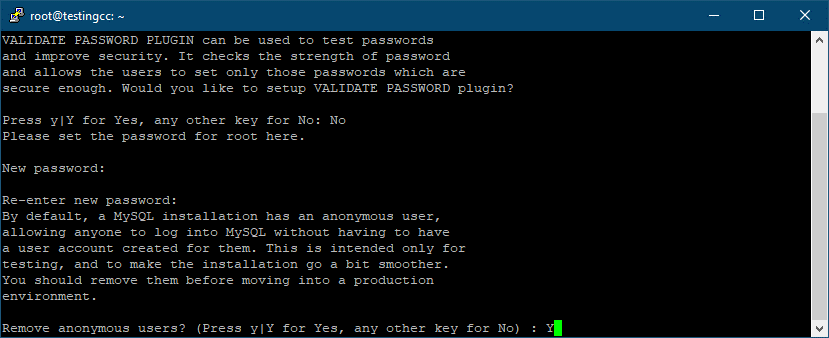 root@testingcc: ~
VALIDATE PASSWORD PLUGIN can be used to test passwords
and improve security. It checks the strength of password
and allows the users to set only those passwords which are
secure enough. Would you like to setup VALIDATE PASSWORD plugin?
Press y|Y for Yes, any other key for No: No
Please set the password for root here.
New password:
Re-enter new password:
By default, a MySQL installation has an anonymous user,
allowing anyone to log into MySQL without having to have
a user account created for them. This is intended only for
testing, and to make the installation go a bit smoother.
You should remove them before moving into a production
environment.
Remove anonymous users? (Press y|Y for Yes, any other key for No) : Y